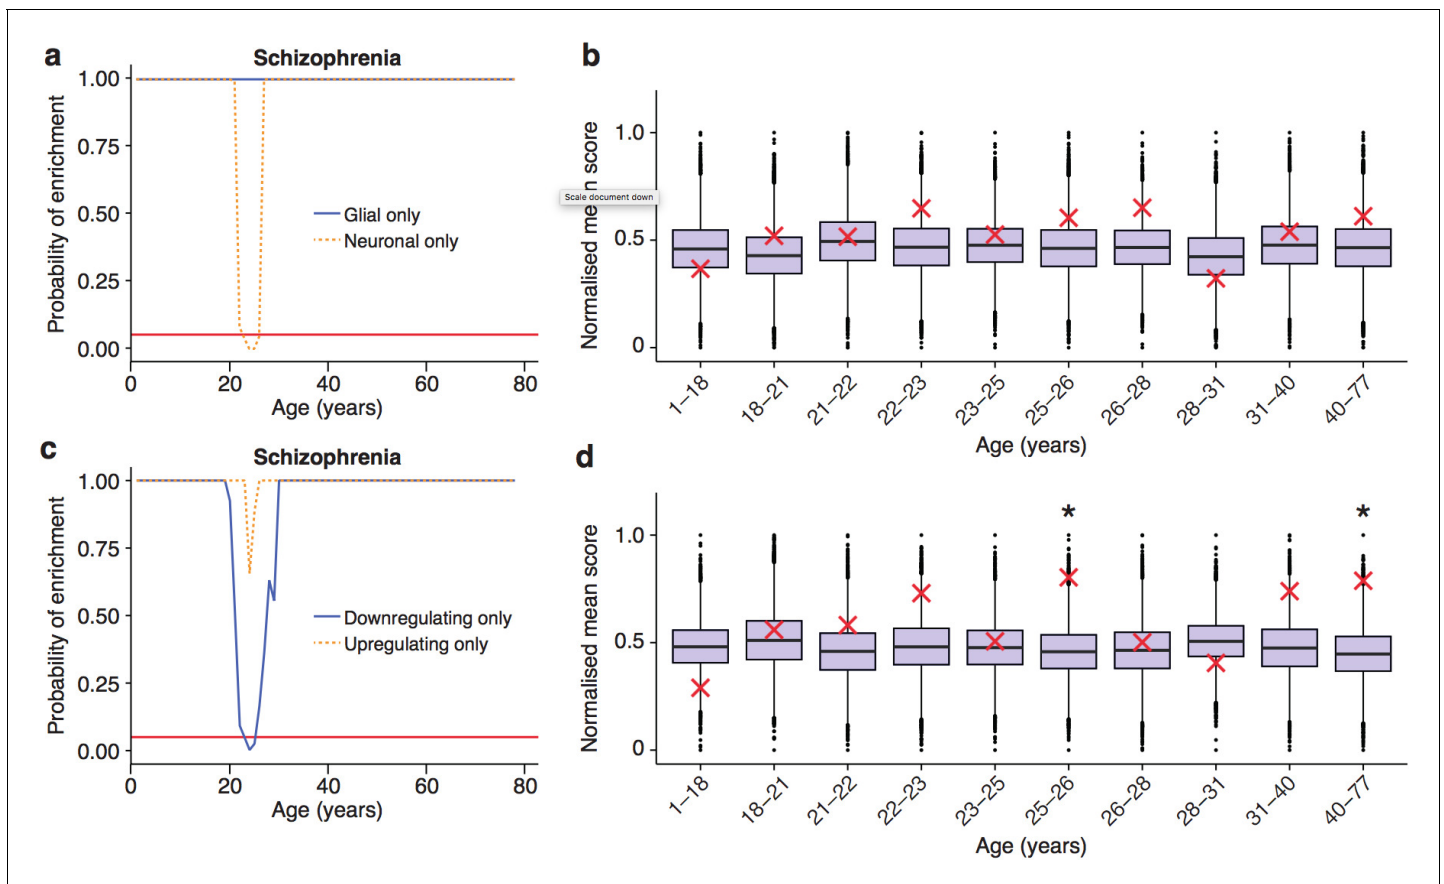 a
Schizophrenia
Probability of enrichment
1.00
0.75
0.50
0.25
0.00
Glial only
Neuronal only
0
20
40
60
80
Age (years)
b
Normalised mean score
Scale document down
1.0
0.5
0
1–18
18–21
21–22
22–23
23–25
25–26
26–28
28–31
31–40
40–77
Age (years)
c
Schizophrenia
Probability of enrichment
1.00
0.75
0.50
0.25
0.00
Downregulating only
Upregulating only
0
20
40
60
80
Age (years)
d
Normalised mean score
1.0
0.5
0
*
*
1–18
18–21
21–22
22–23
23–25
25–26
26–28
28–31
31–40
40–77
Age (years)